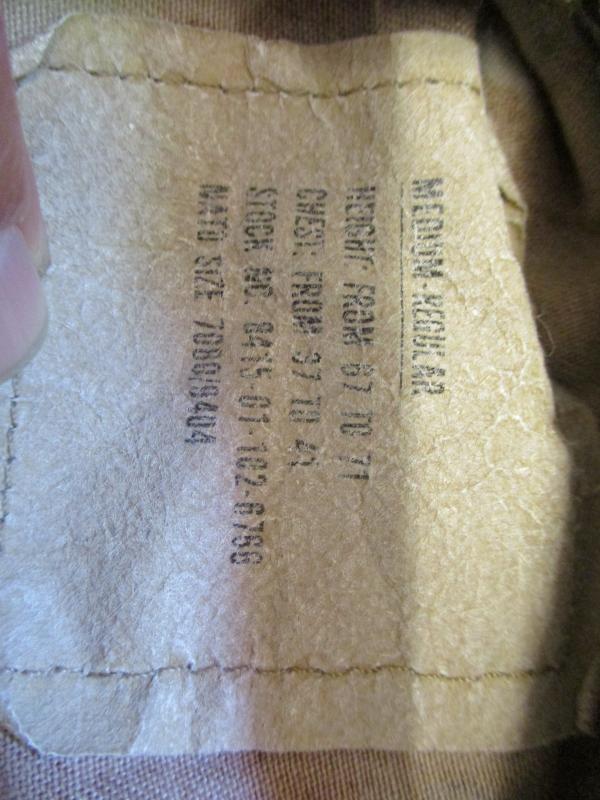 MEDIUM-REGULAR
HEIGHT: FROM 67 TO 71
CHEST: FROM 37 TO 41
STOCK NO. 8415-01-102-6766
NATO SIZE 7080/9404